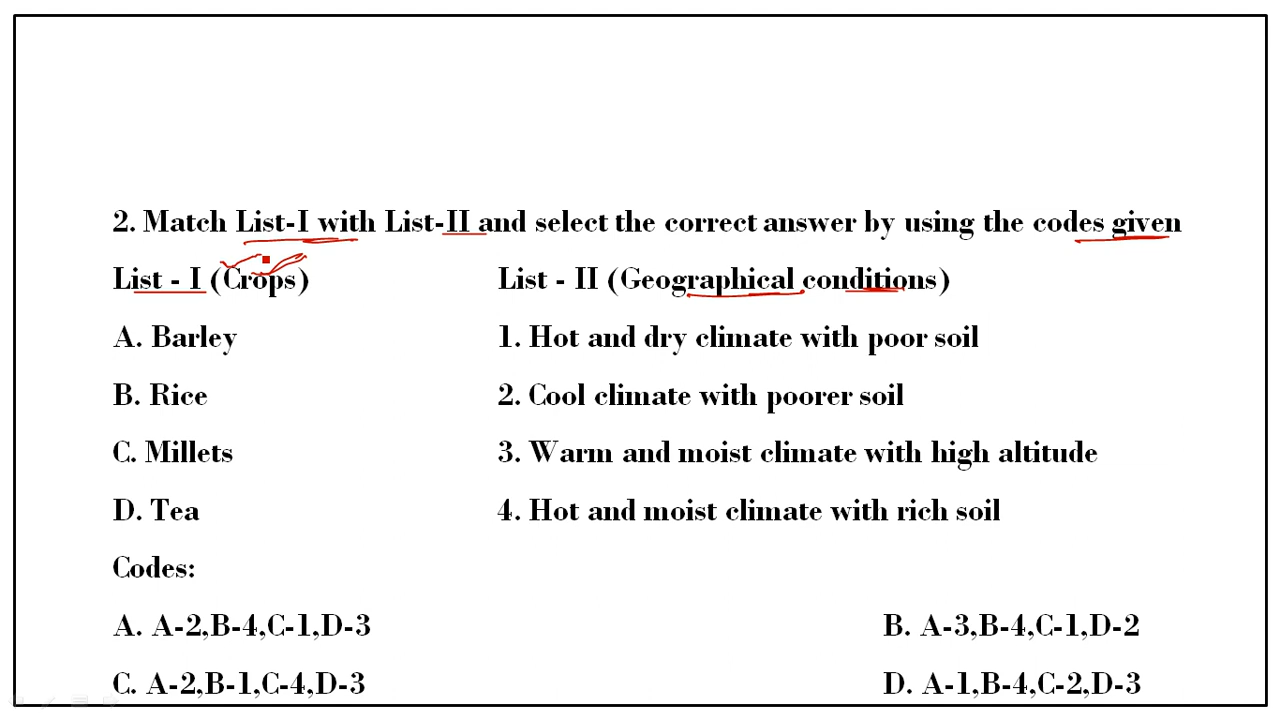 2. Match List-I with List-II and select the correct answer by using the codes given
List - I (Crops) List - II (Geographical conditions)
A. Barley 1. Hot and dry climate with poor soil
B. Rice 2. Cool climate with poorer soil
C. Millets 3. Warm and moist climate with high altitude
D. Tea 4. Hot and moist climate with rich soil
Codes:
A. A-2,B-4,C-1,D-3 B. A-3,B-4,C-1,D-2
C. A-2,B-1,C-4,D-3 D. A-1,B-4,C-2,D-3